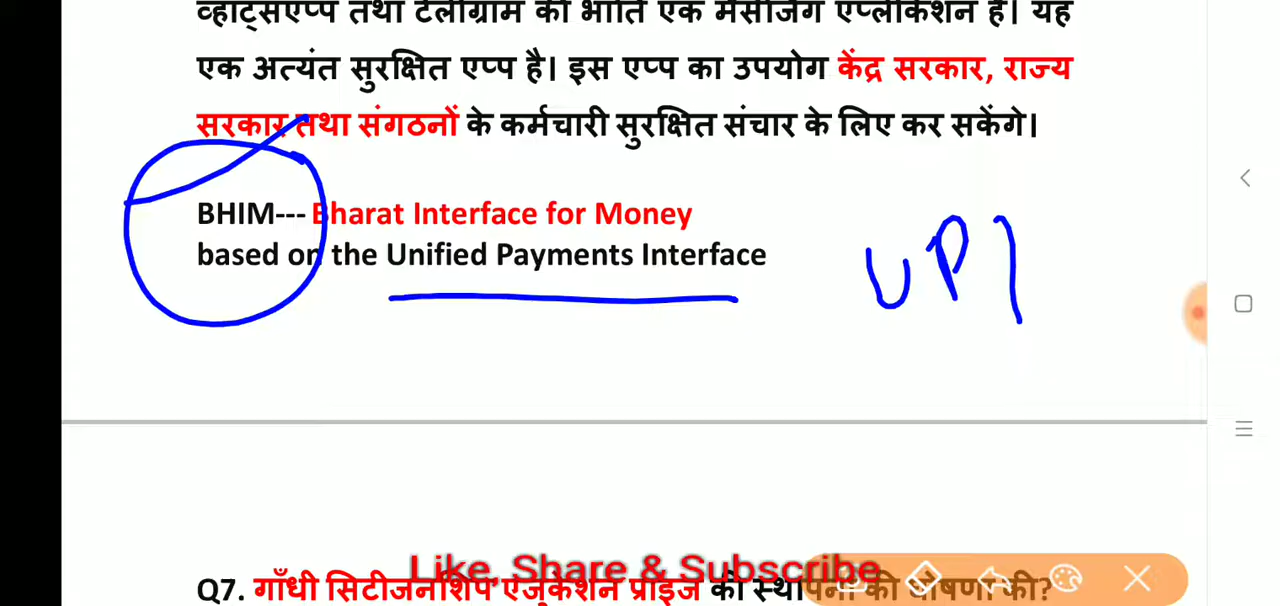 व्हाट्सएप्प तथा टेलीग्राम की भांति एक मैसेजिंग एप्लीकेशन है। यह
एक अत्यंत सुरक्षित एप्प है। इस एप्प का उपयोग केंद्र सरकार, राज्य
सरकार तथा संगठनों के कर्मचारी सुरक्षित संचार के लिए कर सकेंगे।
BHIM--- Bharat Interface for Money
based on the Unified Payments Interface
UPI
Like, Share & Subscribe
Q7. गाँधी सिटीजनशिप एजुकेशन प्राइज की स्थापना की घोषणा की?